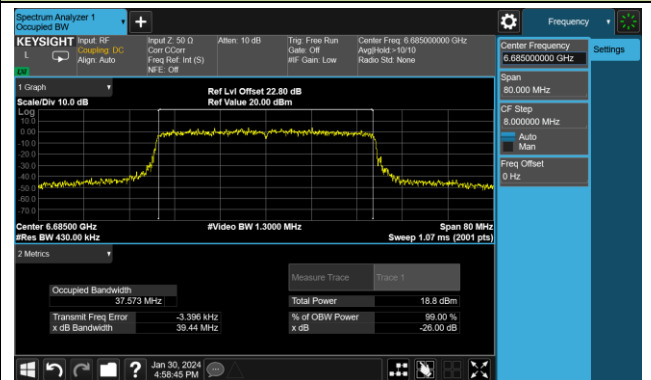 Spectrum Analyzer 1
Occupied BW
Frequency
KEYSIGHT Input: RF Input Z: 50 Ω Atten: 10 dB Trig: Free Run Center Freq: 6.685000000 GHz
L Coupling: DC Corr CCorr Gate: Off Avg|Hold:>10/10
Align: Auto Freq Ref: Int (S) #IF Gain: Low Radio Std: None
NFE: Off
Center Frequency
6.685000000 GHz
Settings
Span
80.000 MHz
CF Step
8.000000 MHz
Auto
Man
Freq Offset
0 Hz
1 Graph
Ref Lvl Offset 22.80 dB
Scale/Div 10.0 dB Ref Value 20.00 dBm
Log
10.0
0.00
-10.0
-20.0
-30.0
-40.0
-50.0
-60.0
-70.0
Center 6.68500 GHz #Video BW 1.3000 MHz Span 80 MHz
#Res BW 430.00 kHz Sweep 1.07 ms (2001 pts)
2 Metrics
Measure Trace Trace 1
Occupied Bandwidth
37.573 MHz Total Power 18.8 dBm
Transmit Freq Error -3.396 kHz % of OBW Power 99.00 %
x dB Bandwidth 39.44 MHz x dB -26.00 dB
? Jan 30, 2024
4:58:45 PM